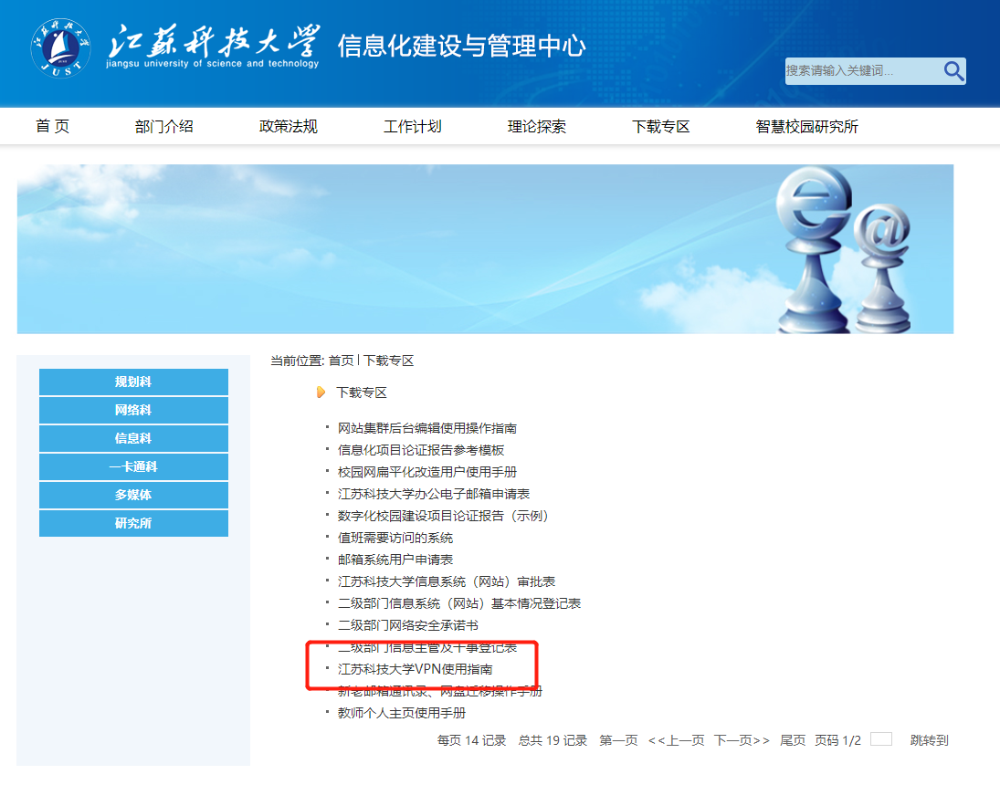 江苏科技大学
JUST
江蘇科技大學
jiangsu university of science and technology
信息化建设与管理中心
搜索请输入关键词...
首 页 部门介绍 政策法规 工作计划 理论探索 下载专区 智慧校园研究所
e @
规划科
网络科
信息科
一卡通科
多媒体
研究所
当前位置: 首页 | 下载专区
下载专区
网站集群后台编辑使用操作指南
信息化项目论证报告参考模板
校园网扁平化改造用户使用手册
江苏科技大学办公电子邮箱申请表
数字化校园建设项目论证报告（示例）
值班需要访问的系统
邮箱系统用户申请表
江苏科技大学信息系统（网站）审批表
二级部门信息系统（网站）基本情况登记表
二级部门网络安全承诺书
二级部门信息主管及干事登记表
江苏科技大学VPN使用指南
新老邮箱通讯录、网盘迁移操作手册
教师个人主页使用手册
每页 14 记录 总共 19 记录 第一页 <<上一页 下一页>> 尾页 页码 1/2 跳转到